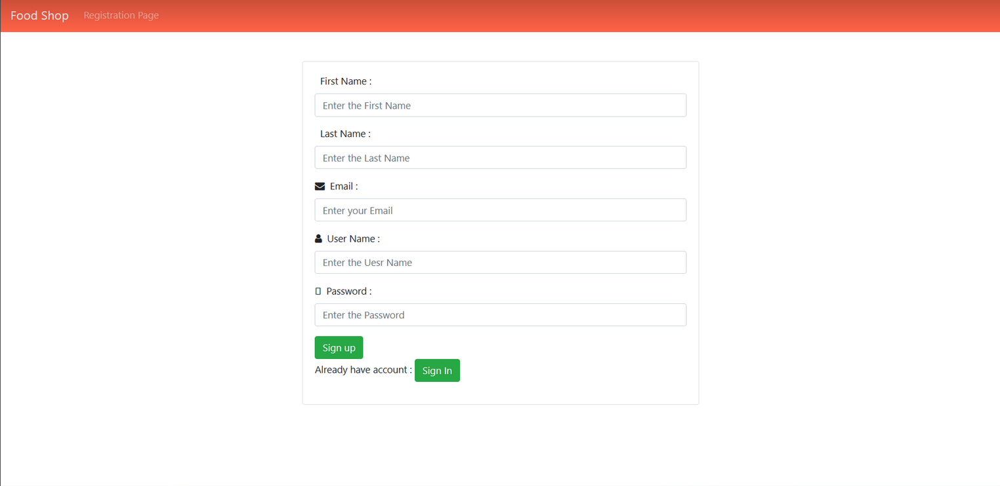 Food Shop Registration Page
First Name :
Enter the First Name
Last Name :
Enter the Last Name
Email :
Enter your Email
User Name :
Enter the Uesr Name
Password :
Enter the Password
Sign up
Already have account : Sign In